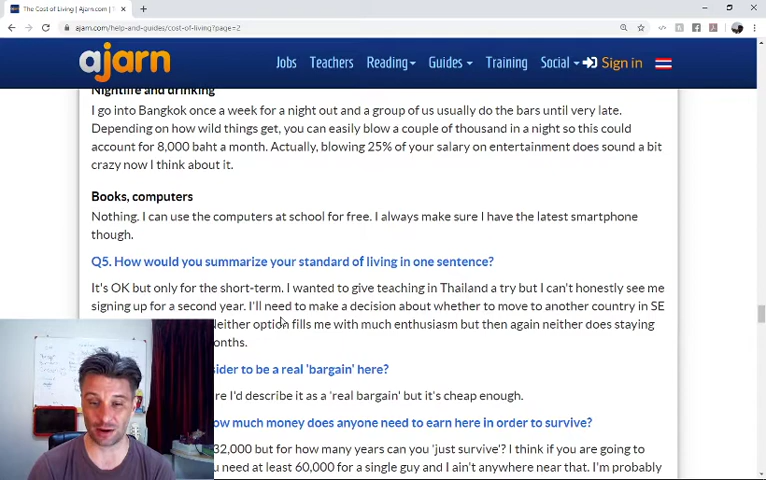 The Cost of Living | Ajarn.com |
ajarn.com/help-and-guides/cost-of-living?page=2
ajarn
Jobs Teachers Reading Guides Training Social Sign in
Nightlife and drinking
I go into Bangkok once a week for a night out and a group of us usually do the bars until very late.
Depending on how wild things get, you can easily blow a couple of thousand in a night so this could
account for 8,000 baht a month. Actually, blowing 25% of your salary on entertainment does sound a bit
crazy now I think about it.
Books, computers
Nothing. I can use the computers at school for free. I always make sure I have the latest smartphone
though.
Q5. How would you summarize your standard of living in one sentence?
It's OK but only for the short-term. I wanted to give teaching in Thailand a try but I can't honestly see me
signing up for a second year. I'll need to make a decision about whether to move to another country in SE
Neither option fills me with much enthusiasm but then again neither does staying
onths.
sider to be a real 'bargain' here?
re I'd describe it as a 'real bargain' but it's cheap enough.
ow much money does anyone need to earn here in order to survive?
32,000 but for how many years can you 'just survive'? I think if you are going to
u need at least 60,000 for a single guy and I ain't anywhere near that. I'm probably